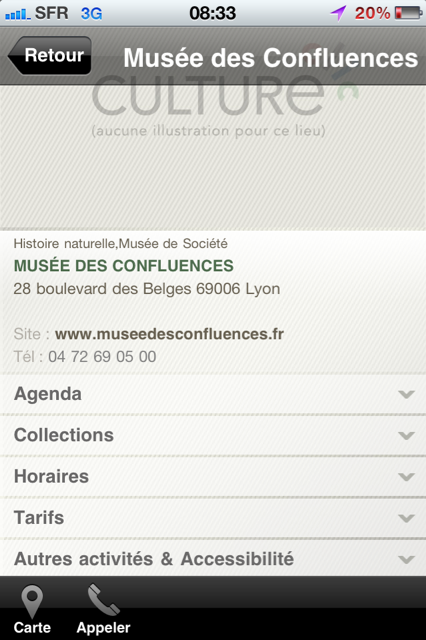 SFR 3G 08:33 20%
Retour Musée des Confluences
CULTURE
(aucune illustration pour ce lieu)
Histoire naturelle,Musée de Société
MUSÉE DES CONFLUENCES
28 boulevard des Belges 69006 Lyon
Site : www.museedesconfluences.fr
Tél : 04 72 69 05 00
Agenda
Collections
Horaires
Tarifs
Autres activités & Accessibilité
Carte Appeler